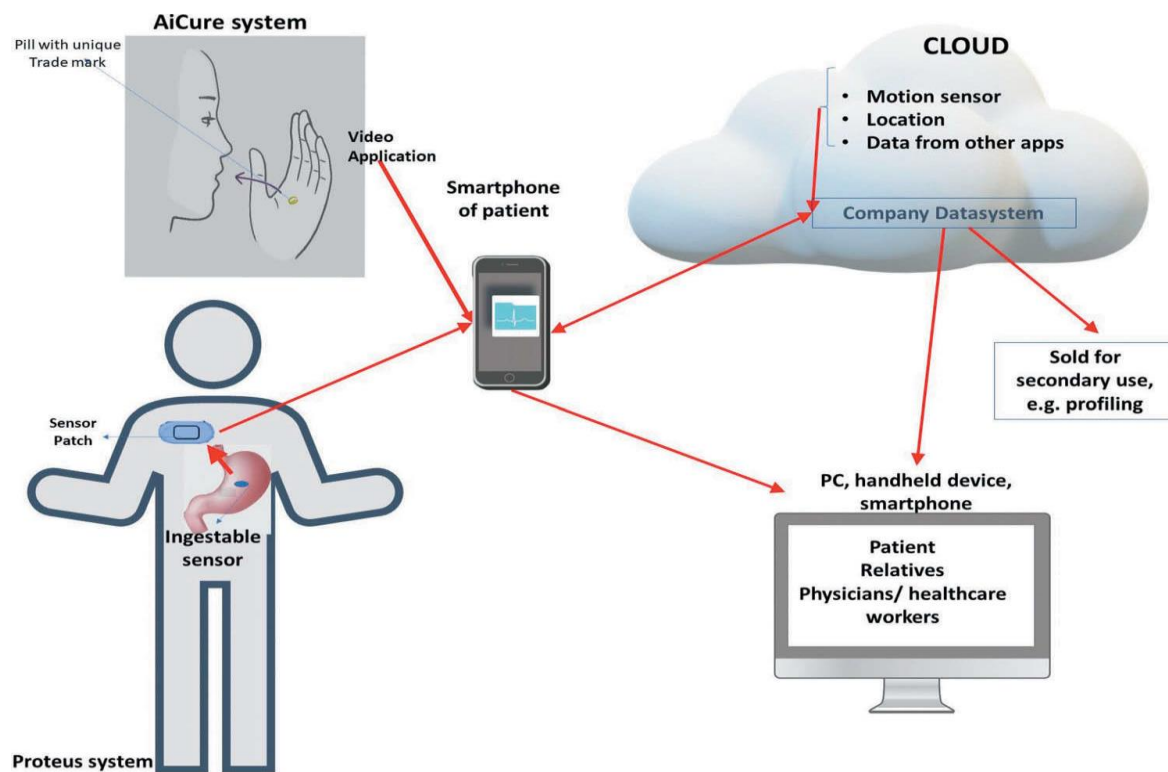 AiCure system
Pill with unique
Trade mark
Video
Application
Smartphone
of patient
CLOUD
• Motion sensor
• Location
• Data from other apps
Company Datasystem
Sold for
secondary use,
e.g. profiling
Sensor
Patch
Ingestable
sensor
PC, handheld device,
smartphone
Patient
Relatives
Physicians/ healthcare
workers
Proteus system